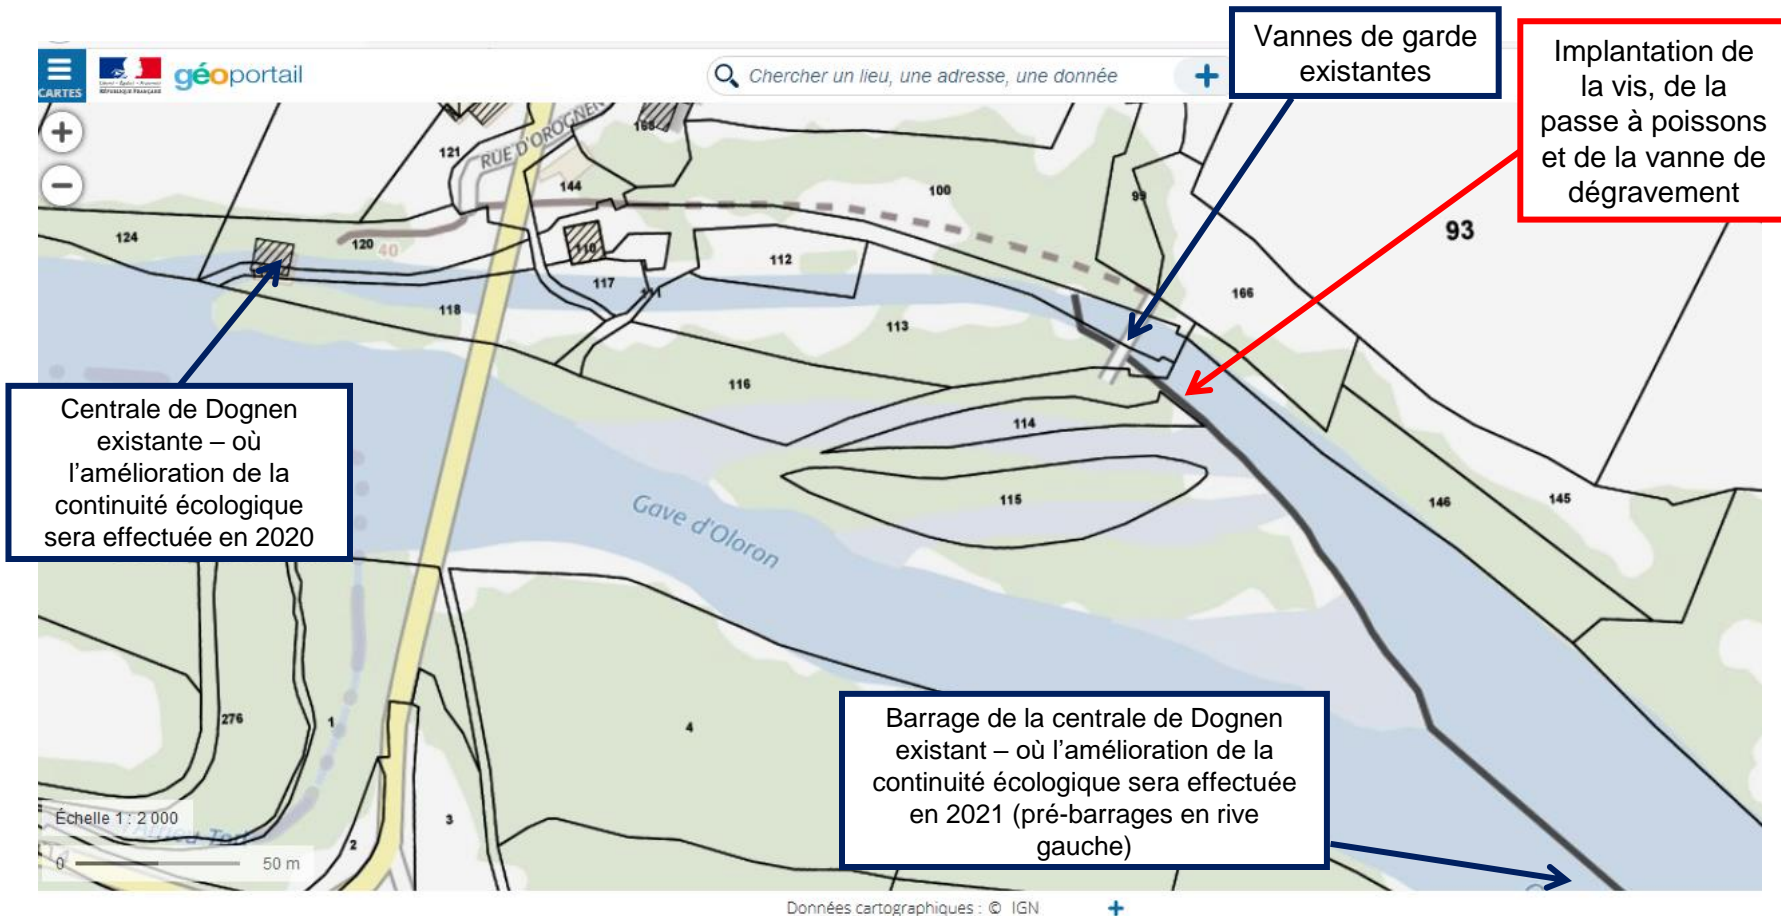 Vannes de garde
existantes
Implantation de
la vis, de la
passe à poissons
et de la vanne de
dégravement
CARTES
géoportail
Chercher un lieu, une adresse, une donnée
RUE D'OROGNEN
121
168
144
100
99
93
124
120
40
110
112
117
111
118
113
166
116
114
115
146
145
Centrale de Dognen
existante – où
l'amélioration de la
continuité écologique
sera effectuée en 2020
Gave d'Oloron
276
1
4
3
2
Barrage de la centrale de Dognen
existant – où l'amélioration de la
continuité écologique sera effectuée
en 2021 (pré-barrages en rive
gauche)
Échelle 1 : 2 000
0 50 m
Données cartographiques : © IGN